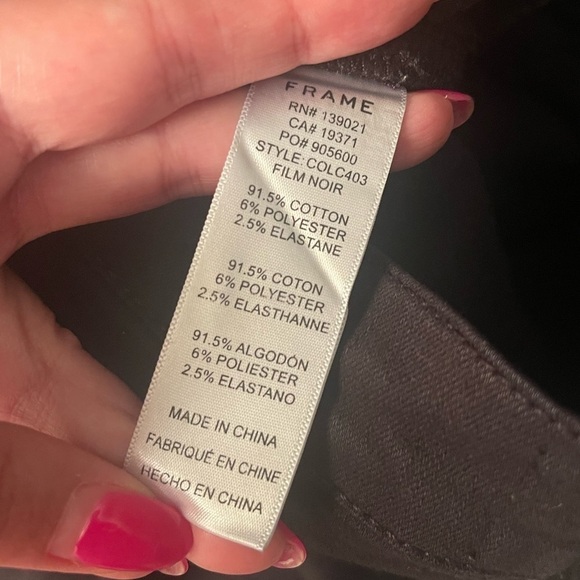 FRAME
RN# 139021
CA# 19371
PO# 905600
STYLE: COLC403
FILM NOIR
91.5% COTTON
6% POLYESTER
2.5% ELASTANE
91.5% COTON
6% POLYESTER
2.5% ELASTHANNE
91.5% ALGODÓN
6% POLIESTER
2.5% ELASTANO
MADE IN CHINA
FABRIQUÉ EN CHINE
HECHO EN CHINA